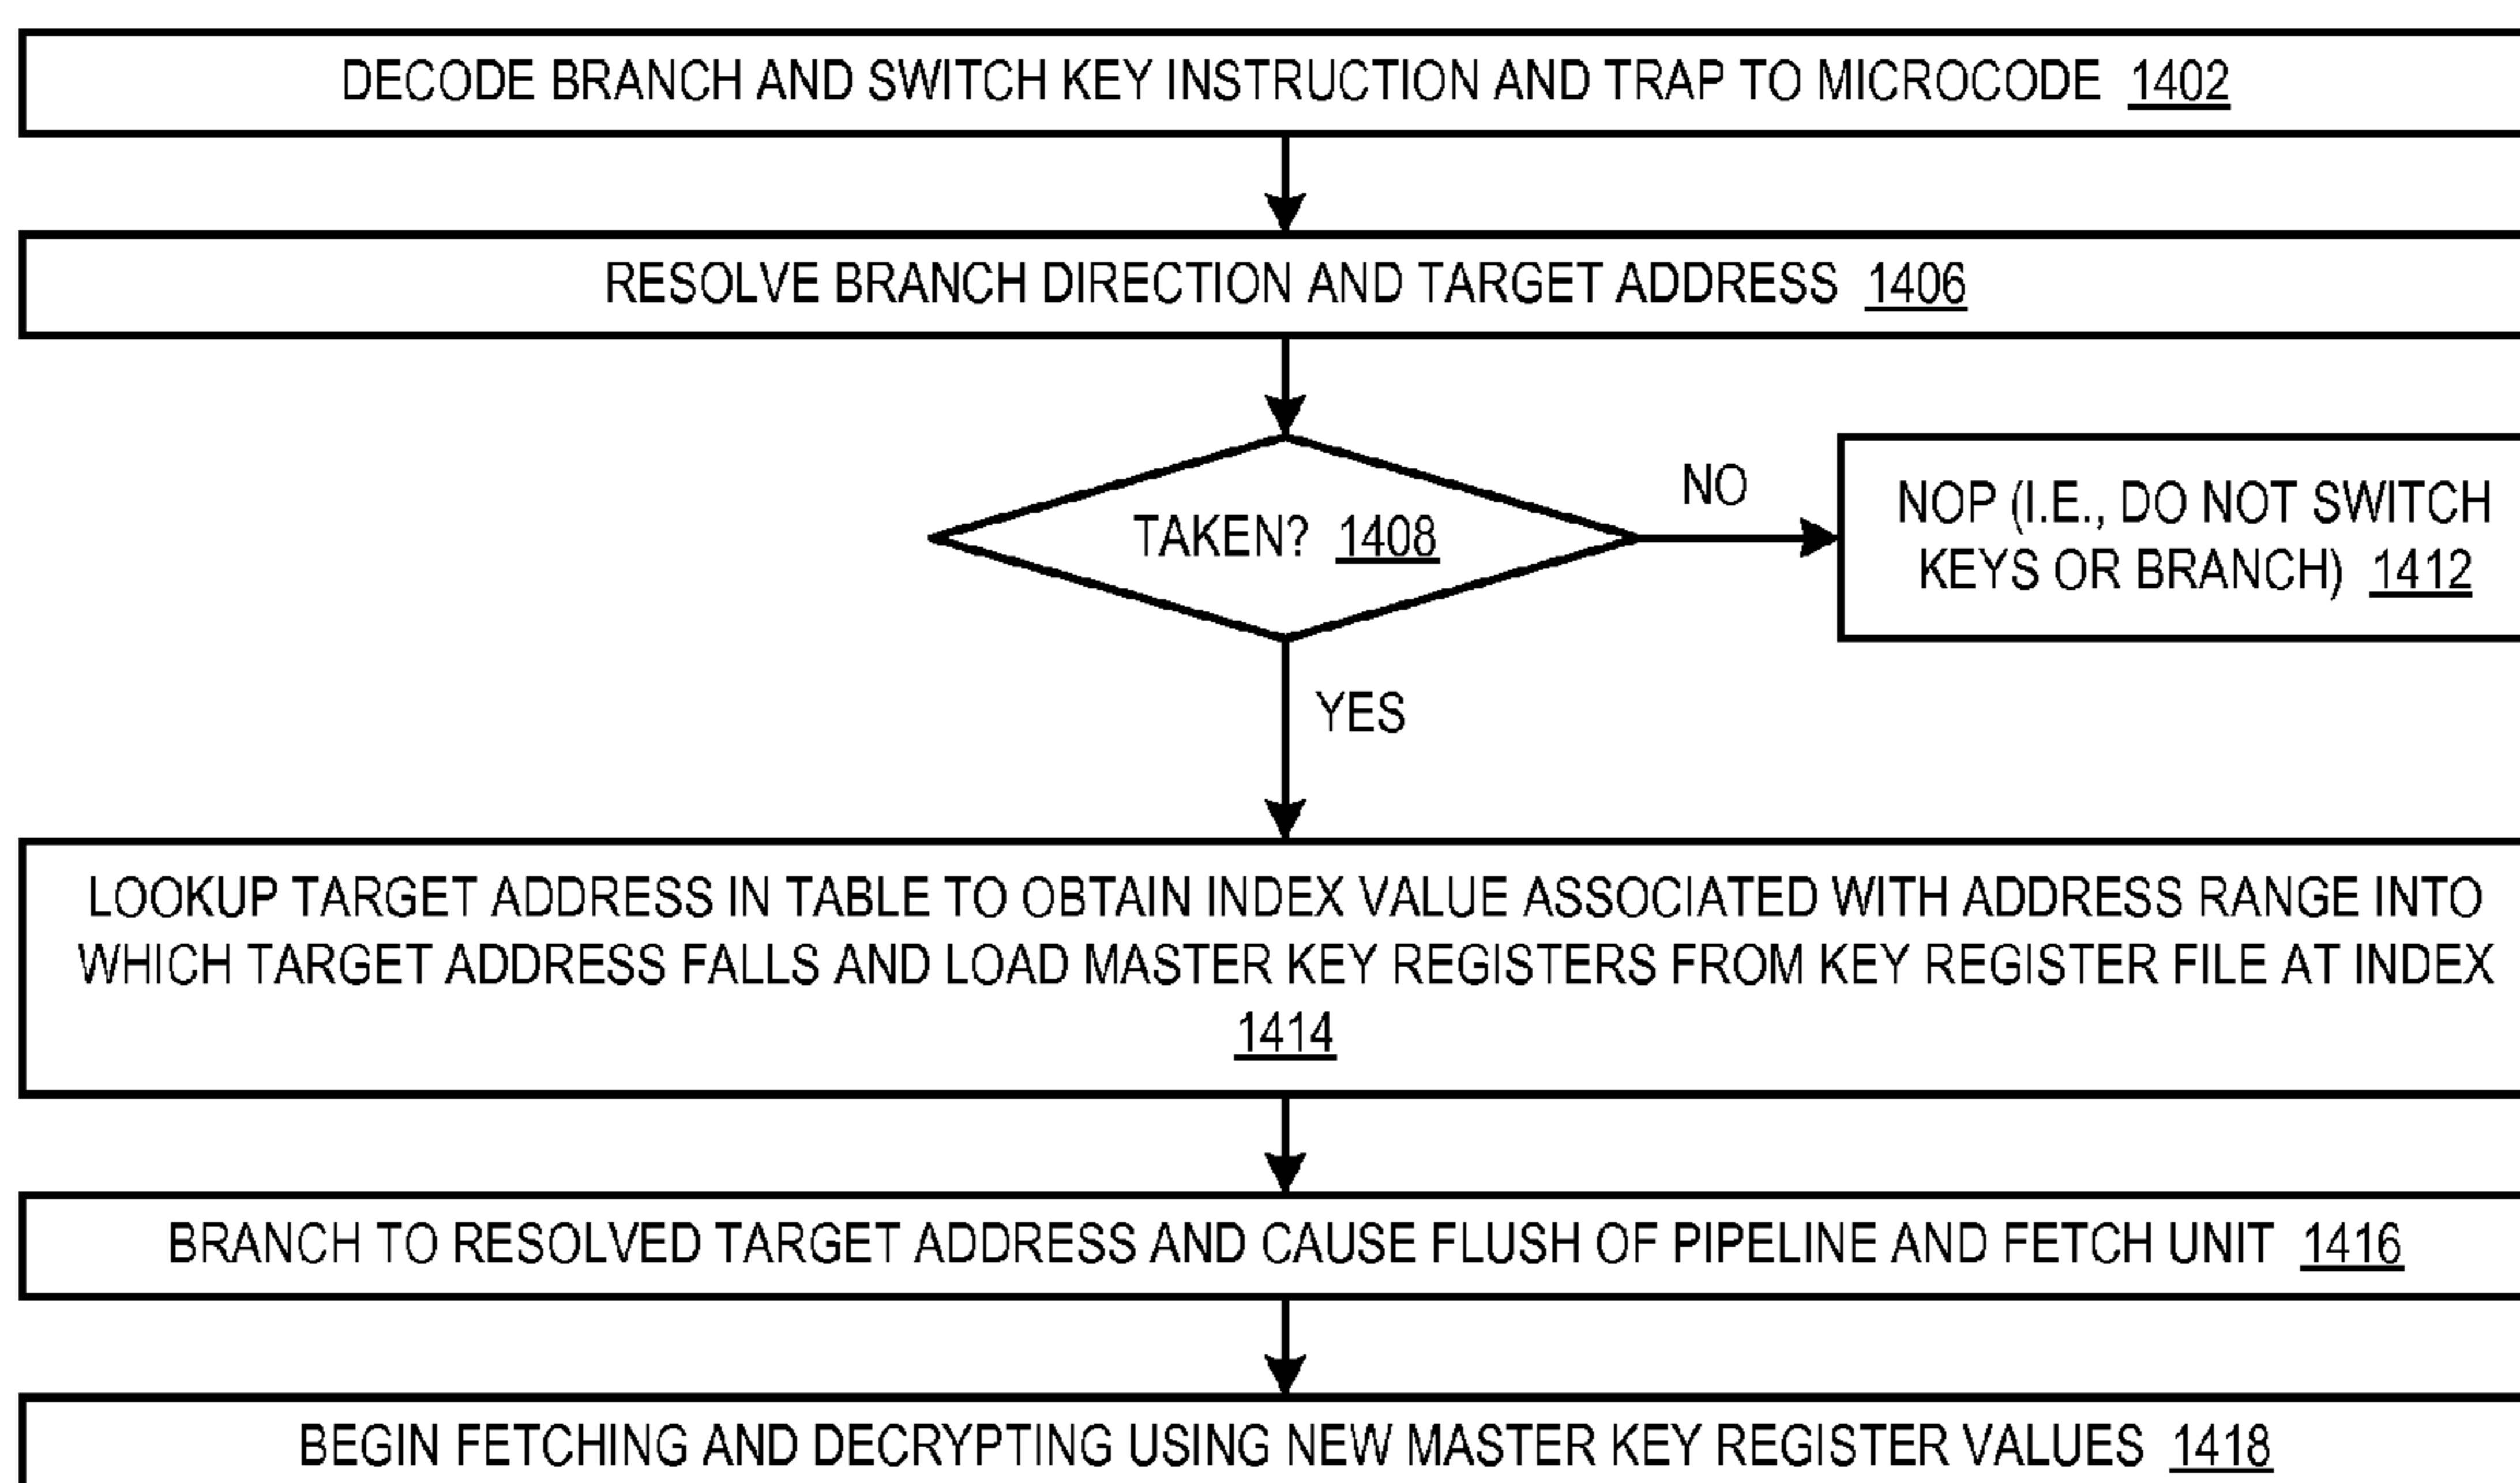 DECODE BRANCH AND SWITCH KEY INSTRUCTION AND TRAP TO MICROCODE 1402
RESOLVE BRANCH DIRECTION AND TARGET ADDRESS 1406
TAKEN? 1408
NO
NOP (I.E., DO NOT SWITCH
KEYS OR BRANCH) 1412
YES
LOOKUP TARGET ADDRESS IN TABLE TO OBTAIN INDEX VALUE ASSOCIATED WITH ADDRESS RANGE INTO
WHICH TARGET ADDRESS FALLS AND LOAD MASTER KEY REGISTERS FROM KEY REGISTER FILE AT INDEX
1414
BRANCH TO RESOLVED TARGET ADDRESS AND CAUSE FLUSH OF PIPELINE AND FETCH UNIT 1416
BEGIN FETCHING AND DECRYPTING USING NEW MASTER KEY REGISTER VALUES 1418